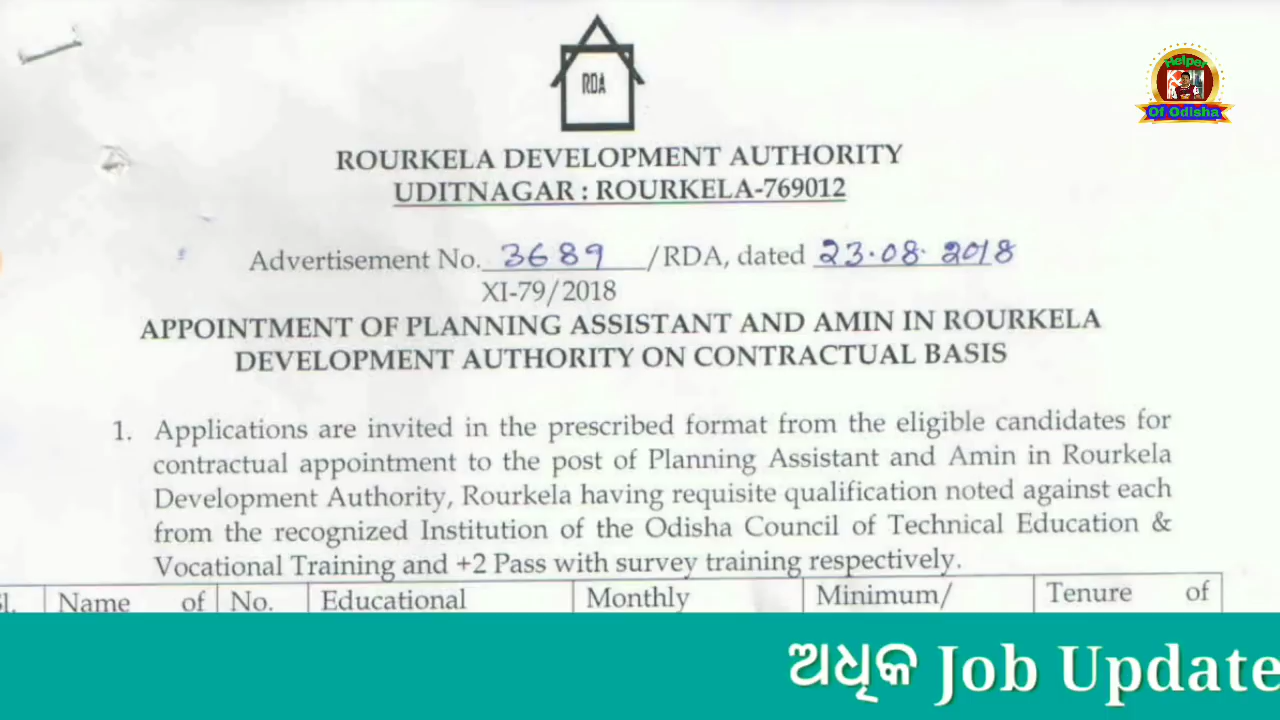 RDA
Helper
Of Odisha
ROURKELA DEVELOPMENT AUTHORITY
UDITNAGAR : ROURKELA-769012
Advertisement No. 3689 /RDA, dated 23.08.2018
XI-79/2018
APPOINTMENT OF PLANNING ASSISTANT AND AMIN IN ROURKELA
DEVELOPMENT AUTHORITY ON CONTRACTUAL BASIS
1. Applications are invited in the prescribed format from the eligible candidates for
contractual appointment to the post of Planning Assistant and Amin in Rourkela
Development Authority, Rourkela having requisite qualification noted against each
from the recognized Institution of the Odisha Council of Technical Education &
Vocational Training and +2 Pass with survey training respectively.
Name of No. Educational Monthly Minimum/ Tenure of
ଅଧିକ Job Update